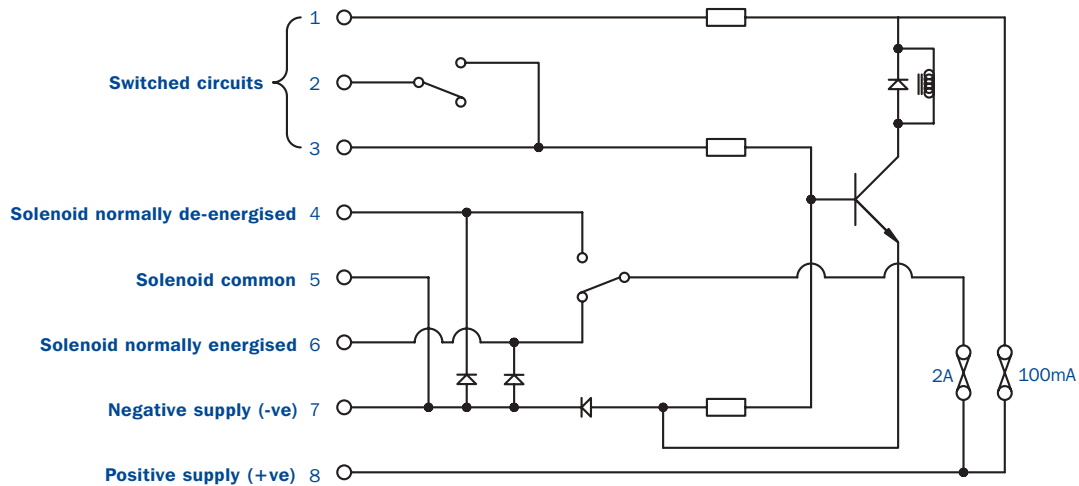 1
Switched circuits 2
3
Solenoid normally de-energised 4
Solenoid common 5
Solenoid normally energised 6
2A 100mA
Negative supply (-ve) 7
Positive supply (+ve) 8